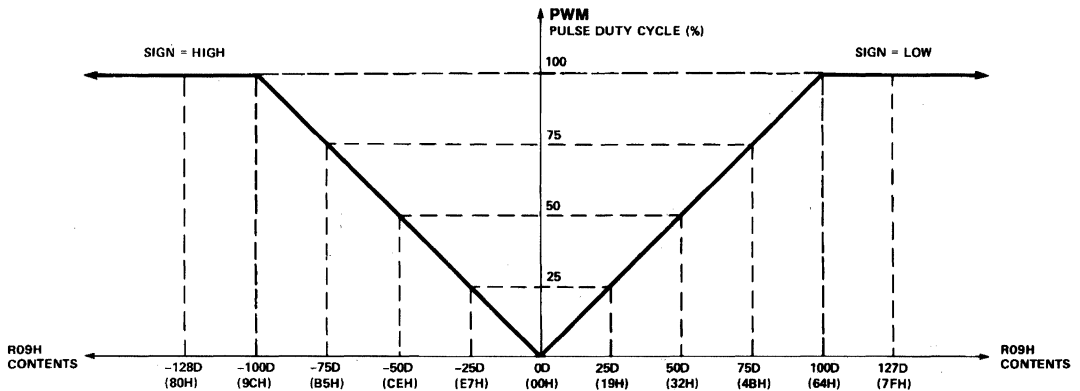 PWM
PULSE DUTY CYCLE (%)
SIGN = HIGH
SIGN = LOW
100
75
50
25
R09H
CONTENTS
−128D −100D −75D −50D −25D 0D 25D 50D 75D 100D 127D
(80H) (9CH) (B5H) (CEH) (E7H) (00H) (19H) (32H) (4BH) (64H) (7FH)
R09H
CONTENTS